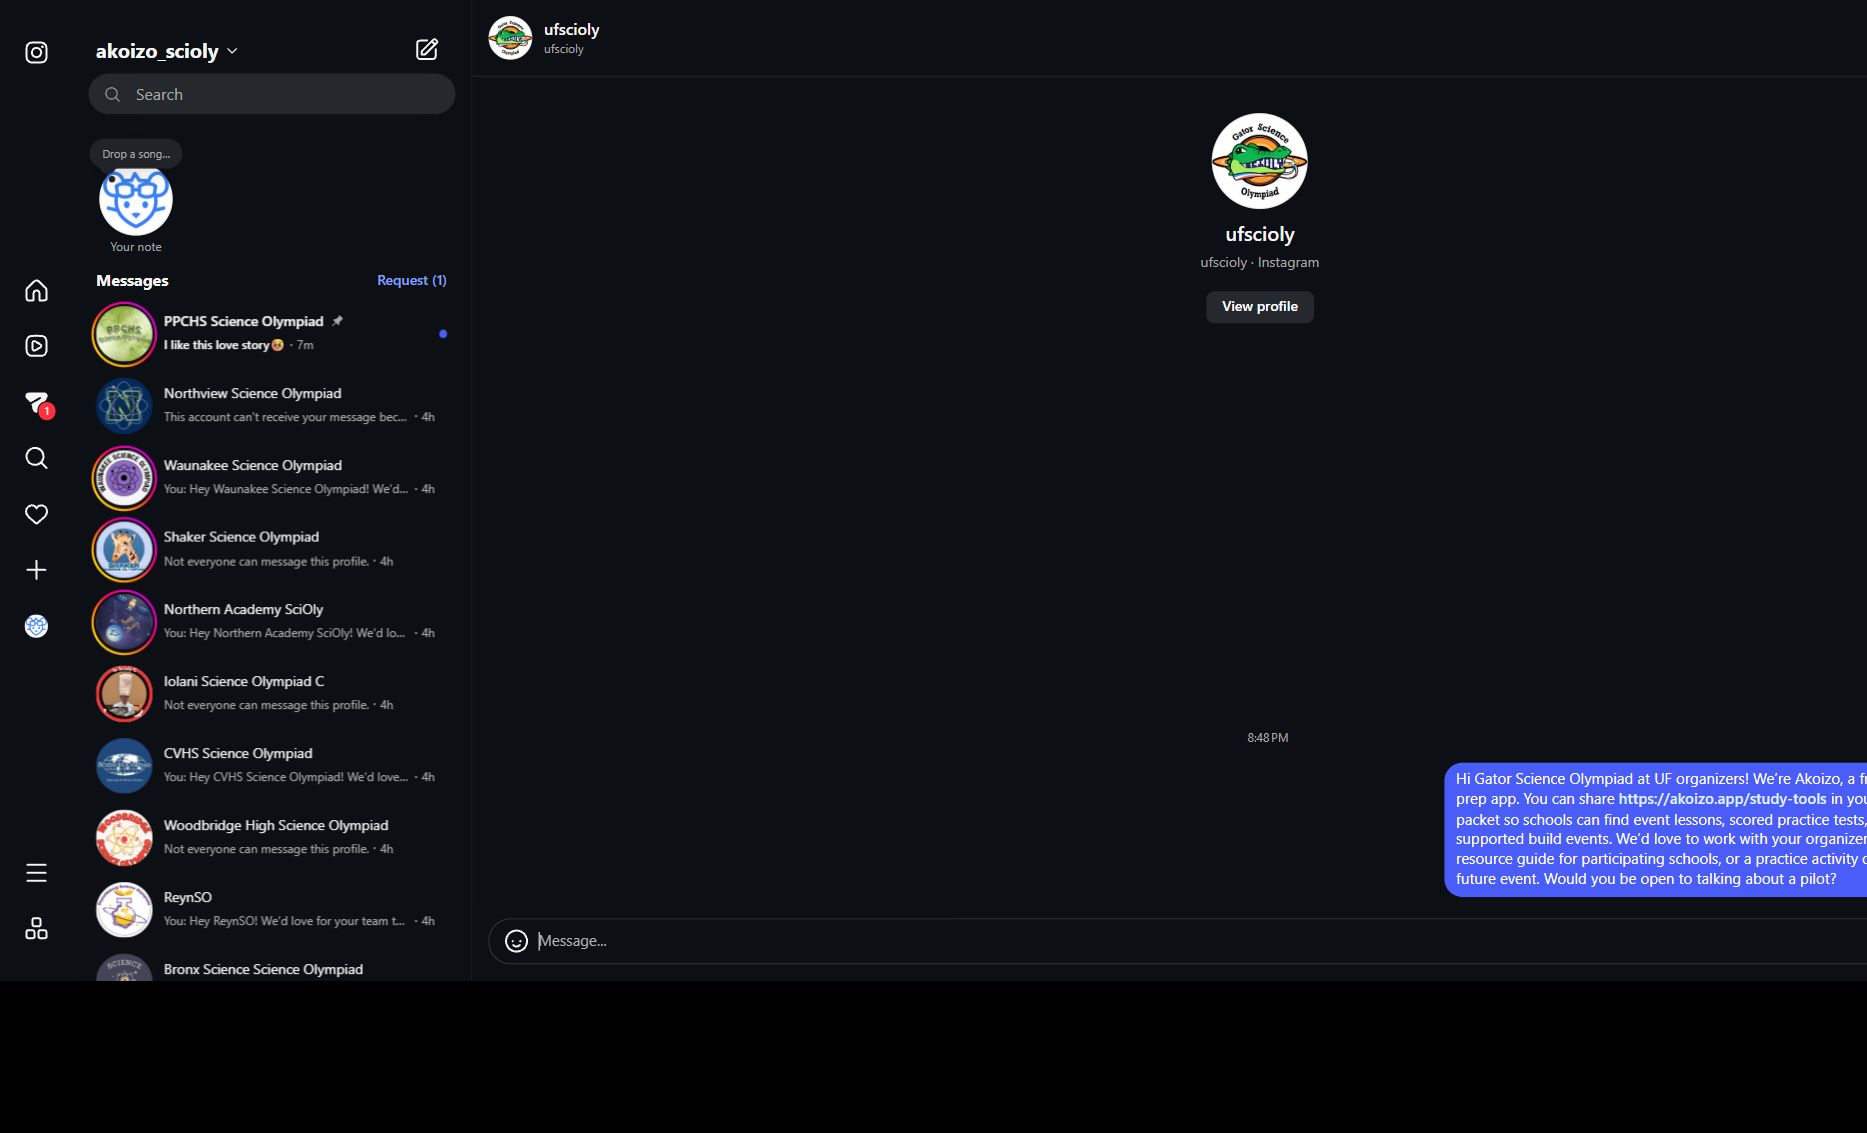 akoizo_scioly
Search
Drop a song...
Your note
Messages
Request (1)
PPCHS Science Olympiad
I like this love story🥹 · 7m
Northview Science Olympiad
This account can't receive your message bec... · 4h
Waunakee Science Olympiad
You: Hey Waunakee Science Olympiad! We'd... · 4h
Shaker Science Olympiad
Not everyone can message this profile. · 4h
Northern Academy SciOly
You: Hey Northern Academy SciOly! We'd lo... · 4h
Iolani Science Olympiad C
Not everyone can message this profile. · 4h
CVHS Science Olympiad
You: Hey CVHS Science Olympiad! We'd love... · 4h
Woodbridge High Science Olympiad
Not everyone can message this profile. · 4h
ReynSO
You: Hey ReynSO! We'd love for your team t... · 4h
Bronx Science Science Olympiad
1
ufscioly
ufscioly
Gator Science
SCIOLY
Olympiad
ufscioly
ufscioly · Instagram
View profile
8:48 PM
Hi Gator Science Olympiad at UF organizers! We're Akoizo, a
prep app. You can share https://akoizo.app/study-tools in
packet so schools can find event lessons, scored practice tests,
supported build events. We'd love to work with your
resource guide for participating schools, or a practice activity
future event. Would you be open to talking about a pilot?
Message...